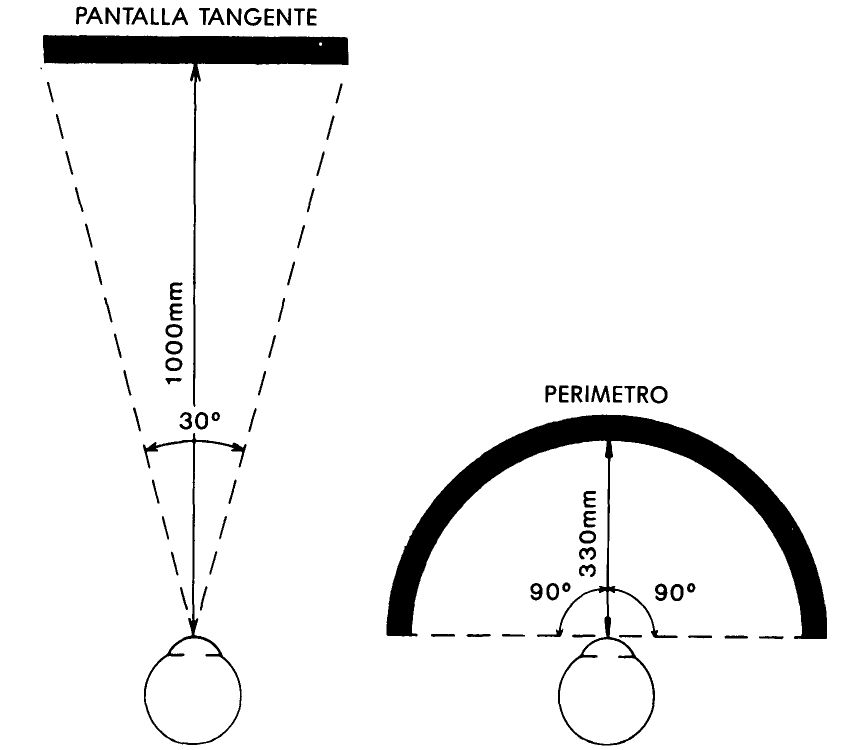 PANTALLA TANGENTE
1000mm
30º
PERIMETRO
330mm
90º
90º